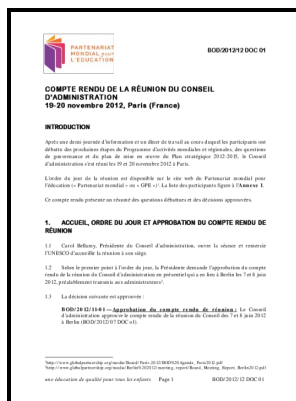 PARTENARIAT
MONDIAL pour
L'ÉDUCATION
BOD/2012/12 DOC 01
COMPTE RENDU DE LA RÉUNION DU CONSEIL
D'ADMINISTRATION
19-20 novembre 2012, Paris (France)
INTRODUCTION
Après une demi-journée d'information et un dîner de travail au cours duquel les participants ont
débattu des prochaines étapes du Programme d'activités mondiales et régionales, des questions
de gouvernance et du plan de mise en œuvre du Plan stratégique 2012-2015, le Conseil
d'administration s'est réuni les 19 et 20 novembre 2012 à Paris.
L'ordre du jour de la réunion est disponible sur le site web du Partenariat mondial pour
l'éducation (« Partenariat mondial » ou « GPE »)¹. La liste des participants figure à l'Annexe 1.
Ce compte rendu présente un résumé des questions débattues et des décisions approuvées.
1. ACCUEIL, ORDRE DU JOUR ET APPROBATION DU COMPTE RENDU DE
RÉUNION
1.1 Carol Bellamy, Présidente du Conseil d'administration, ouvre la séance et remercie
l'UNESCO d'accueillir la réunion à son siège.
1.2 Selon le premier point à l'ordre du jour, la Présidente demande l'approbation du compte
rendu de la réunion du Conseil d'administration en présentiel qui a eu lieu à Berlin les 7 et 8 juin
2012, préalablement transmis aux administrateurs².
1.3 La décision suivante est approuvée :
BOD/2012/11-01—Approbation du compte rendu de réunion : Le Conseil
d'administration approuve le compte rendu de la réunion du Conseil des 7 et 8 juin 2012
à Berlin (BOD/2012/07 DOC 01).
une éducation de qualité pour tous les enfants Page 1 BOD/2012/12 DOC 01